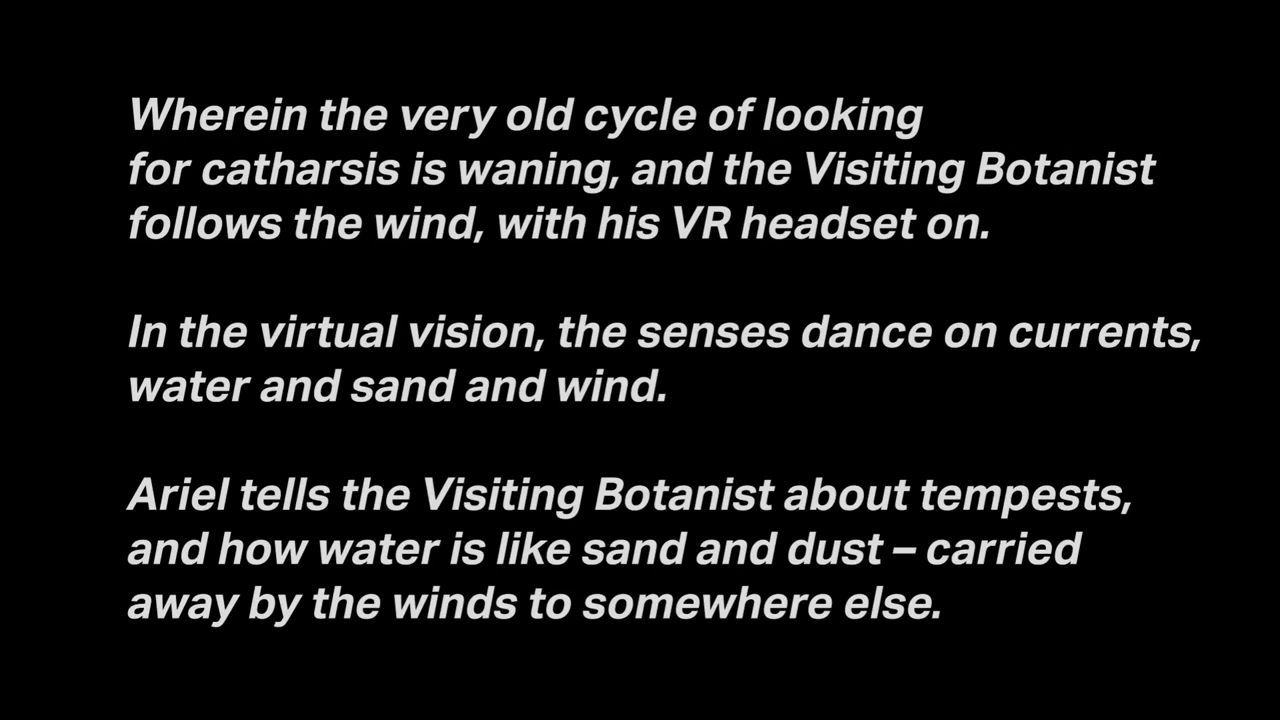 Wherein the very old cycle of looking
for catharsis is waning, and the Visiting Botanist
follows the wind, with his VR headset on.
In the virtual vision, the senses dance on currents,
water and sand and wind.
Ariel tells the Visiting Botanist about tempests,
and how water is like sand and dust – carried
away by the winds to somewhere else.